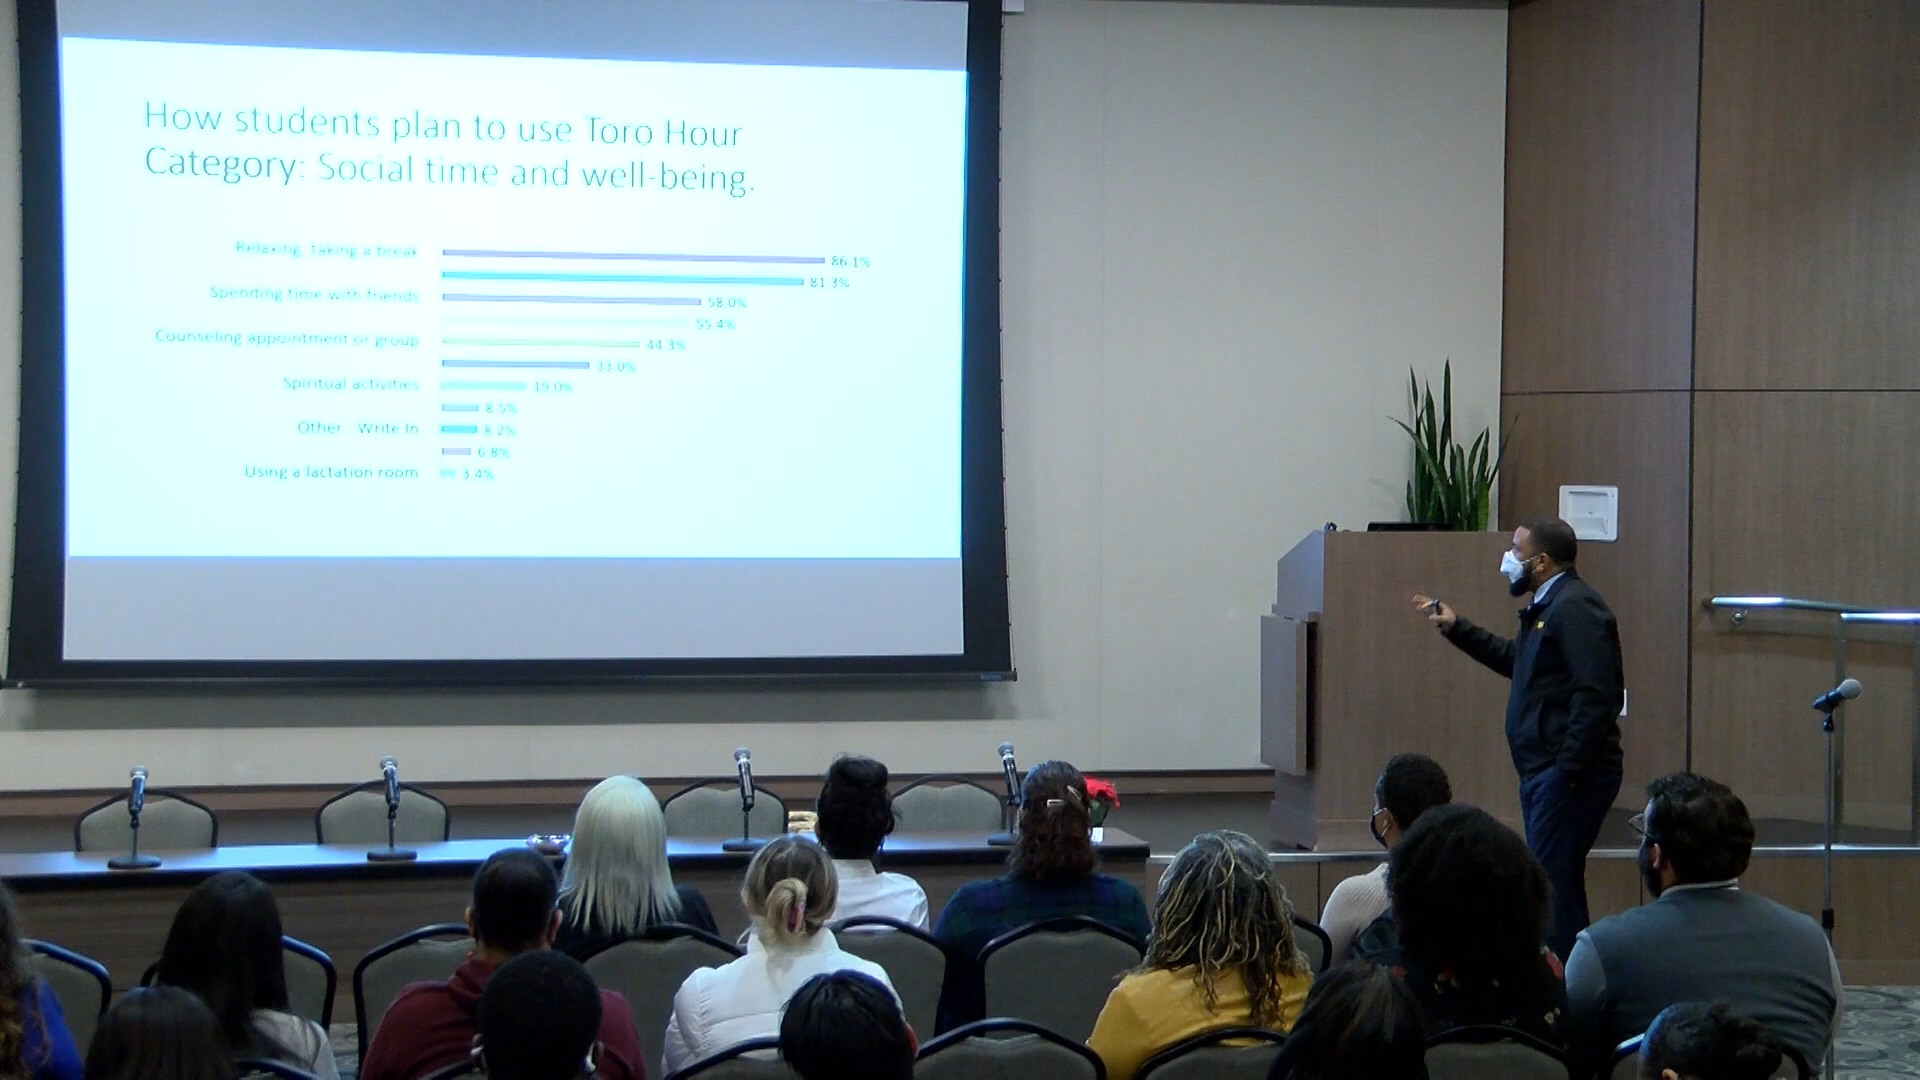 How students plan to use Toro Hour
Category: Social time and well-being.
Relaxing, taking a break
86.1%
81.3%
Spending time with friends
58.0%
55.4%
Counseling appointment or group
44.3%
33.0%
Spiritual activities
19.0%
8.5%
Other - Write In
8.2%
6.8%
Using a lactation room
3.4%